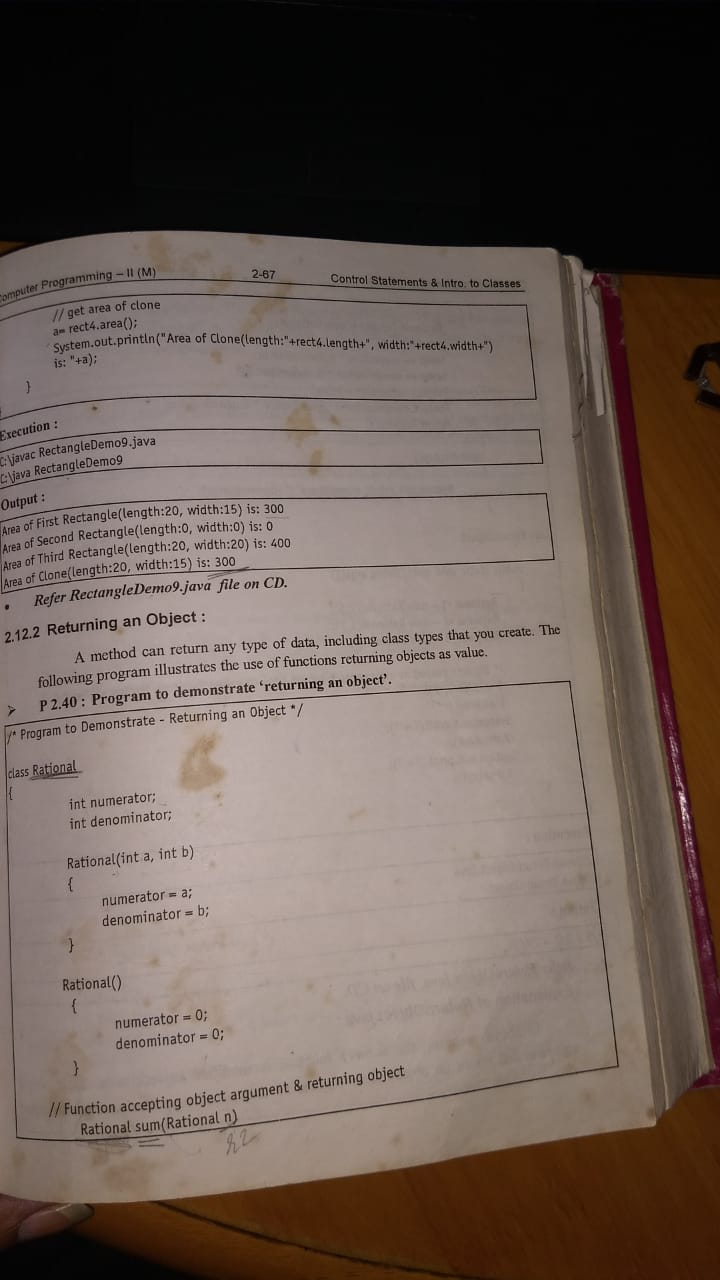 Computer Programming – II (M) 2-67 Control Statements & Intro. to Classes
// get area of clone
a= rect4.area();
System.out.println("Area of Clone(length:"+rect4.length+", width:"+rect4.width+")
is: "+a);
}
Execution :
C:\javac RectangleDemo9.java
C:\java RectangleDemo9
Output :
Area of First Rectangle(length:20, width:15) is: 300
Area of Second Rectangle(length:0, width:0) is: 0
Area of Third Rectangle(length:20, width:20) is: 400
Area of Clone(length:20, width:15) is: 300
• Refer RectangleDemo9.java file on CD.
2.12.2 Returning an Object :
A method can return any type of data, including class types that you create. The
following program illustrates the use of functions returning objects as value.
➢ P 2.40 : Program to demonstrate ‘returning an object’.
/* Program to Demonstrate - Returning an Object */
class Rational
{
int numerator;
int denominator;
Rational(int a, int b)
{
numerator = a;
denominator = b;
}
Rational()
{
numerator = 0;
denominator = 0;
}
// Function accepting object argument & returning object
Rational sum(Rational n)